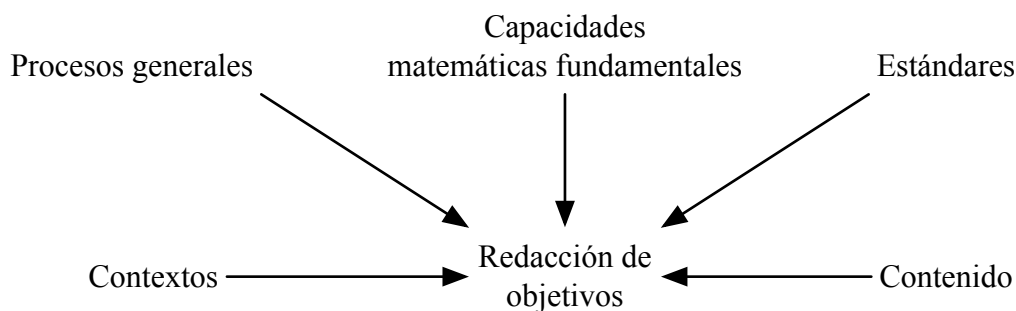 Procesos generales
Capacidades
matemáticas fundamentales
Estándares
Contextos
Redacción de
objetivos
Contenido